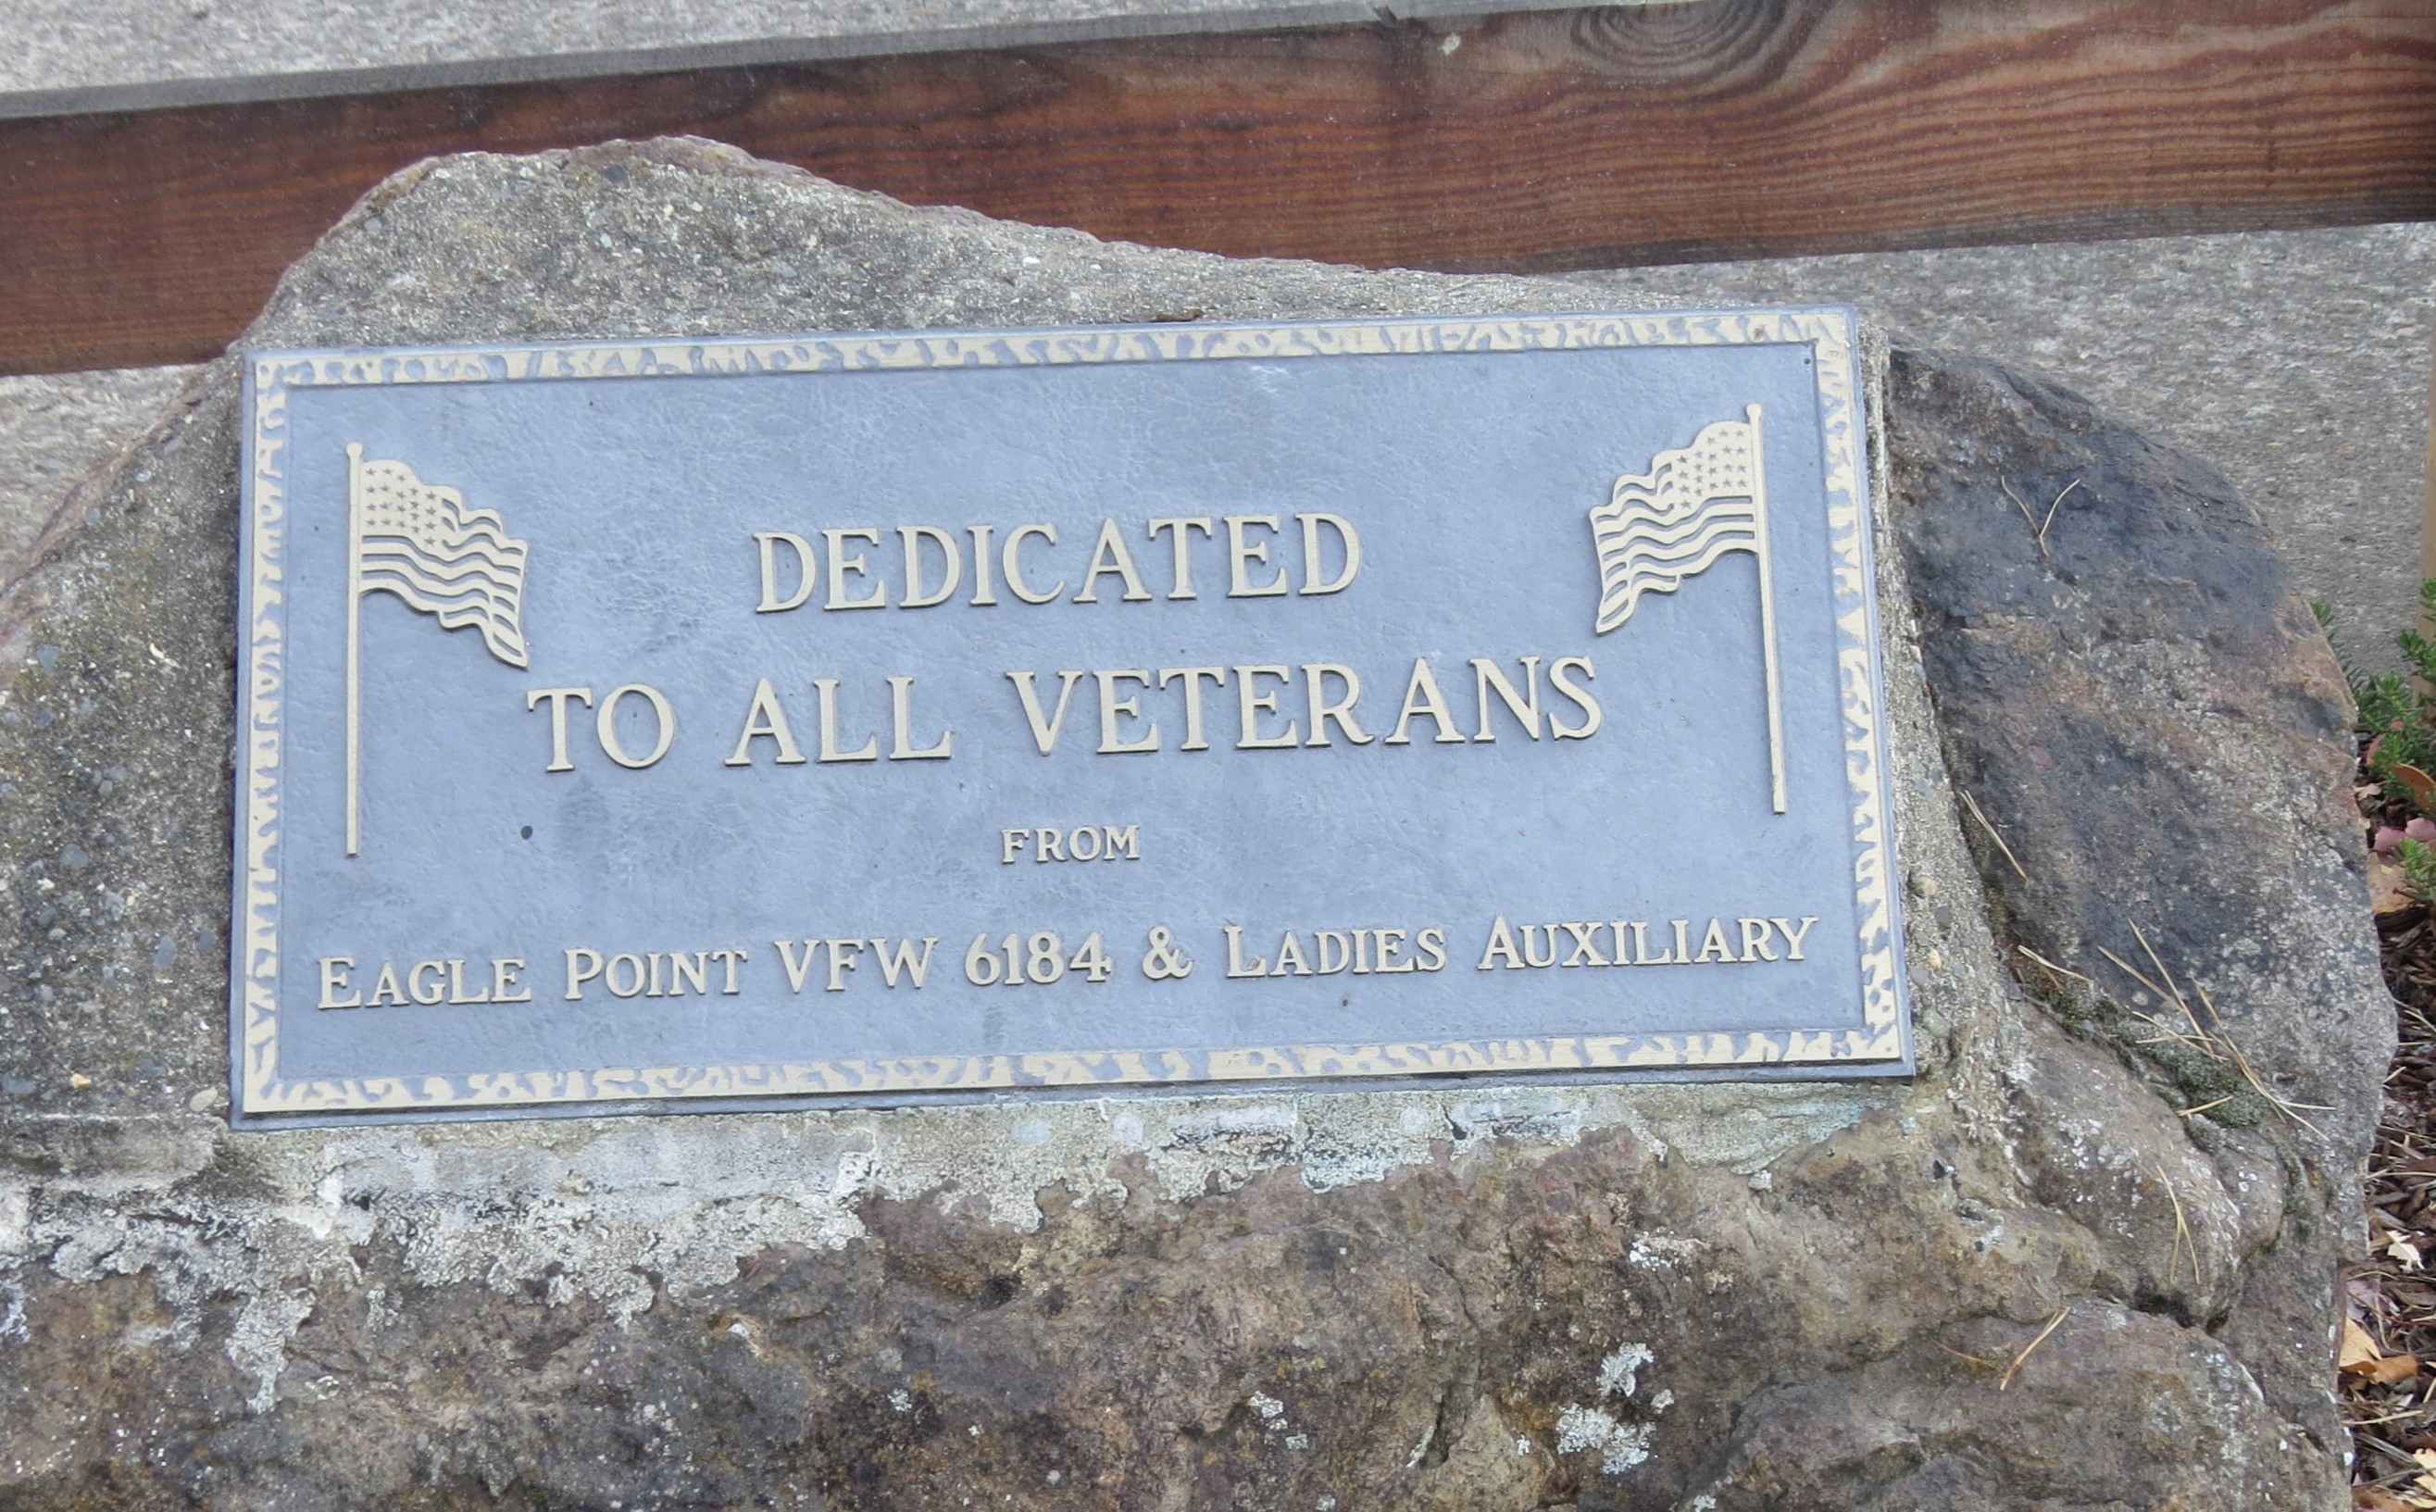 DEDICATED
TO ALL VETERANS
FROM
EAGLE POINT VFW 6184 & LADIES AUXILIARY